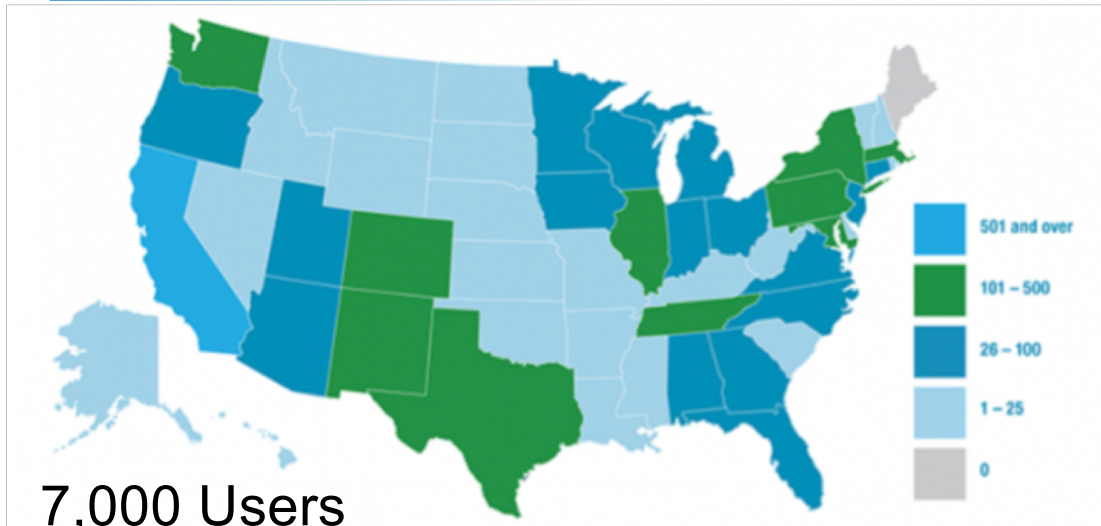 501 and over
101 – 500
26 – 100
1 – 25
0
7,000 Users